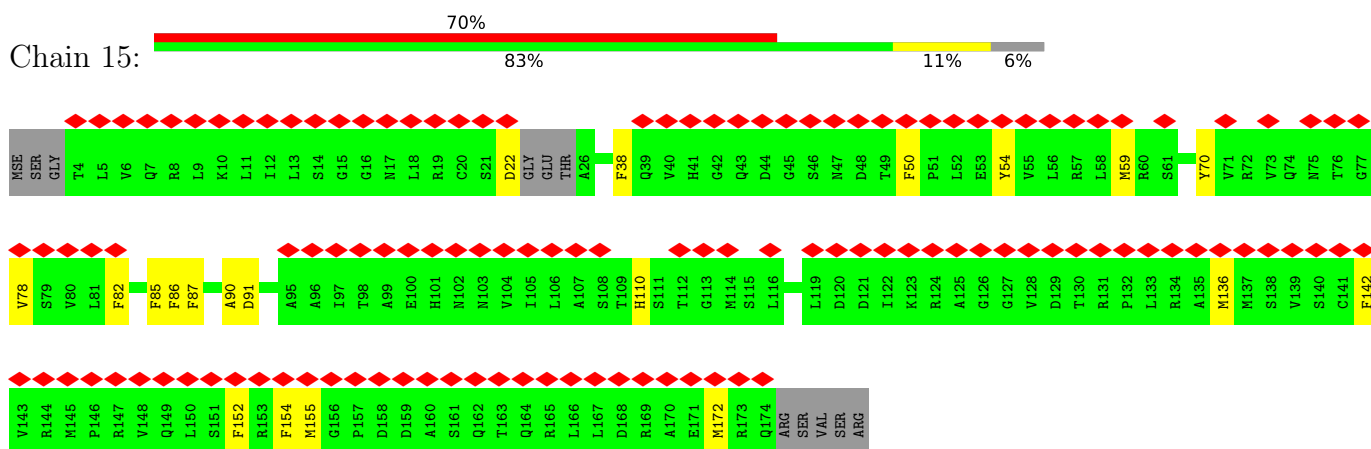 70%
Chain 15:
83% 11% 6%
MSE SER GLY T4 L5 V6 Q7 R8 L9 K10 L11 I12 L13 S14 G15 G16 N17 L18 R19 C20 S21 D22 GLY GLU THR A26 F38 Q39 V40 H41 G42 Q43 D44 G45 S46 N47 D48 T49 F50 P51 L52 E53 Y54 V55 L56 R57 L58 M59 R60 S61 Y70 V71 R72 V73 Q74 N75 T76 G77
V78 S79 V80 L81 F82 F85 F86 F87 A90 D91 A95 A96 I97 T98 A99 E100 H101 N102 N103 V104 I105 L106 A107 S108 T109 H110 S111 T112 G113 M114 S115 L116 L119 D120 D121 I122 K123 R124 A125 G126 G127 V128 D129 T130 R131 P132 L133 R134 A135 M136 M137 S138 V139 S140 C141 F142
V143 R144 M145 P146 R147 V148 Q149 L150 S151 F152 R153 F154 M155 G156 P157 D158 D159 A160 S161 Q162 T163 Q164 R165 L166 L167 D168 R169 A170 E171 M172 R173 Q174 ARG SER VAL SER ARG